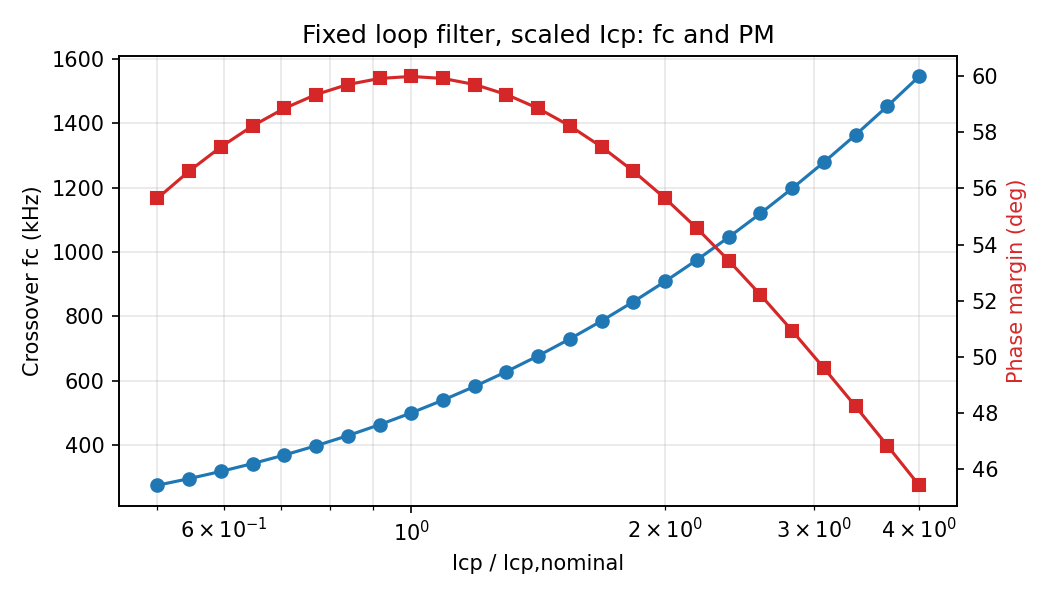 Fixed loop filter, scaled Icp: fc and PM
Crossover fc (kHz)
1600
1400
1200
1000
800
600
400
60
58
56
54
52
50
48
46
Phase margin (deg)
6 × 10⁻¹
10⁰
2 × 10⁰
3 × 10⁰
4 × 10⁰
Icp / Icp,nominal